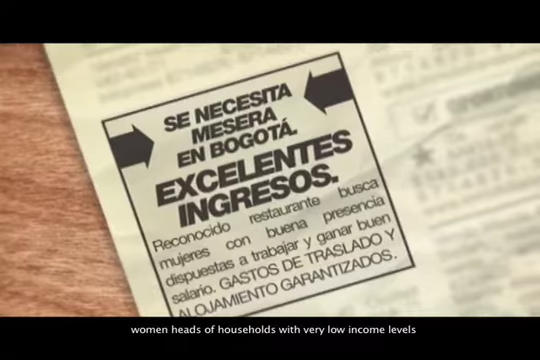 SE NECESITA
MESERA
EN BOGOTÁ.
EXCELENTES
INGRESOS.
Reconocido restaurante busca
mujeres con buena presencia
dispuestas a trabajar y ganar buen
salario. GASTOS DE TRASLADO Y
ALOJAMIENTO GARANTIZADOS.
women heads of households with very low income levels